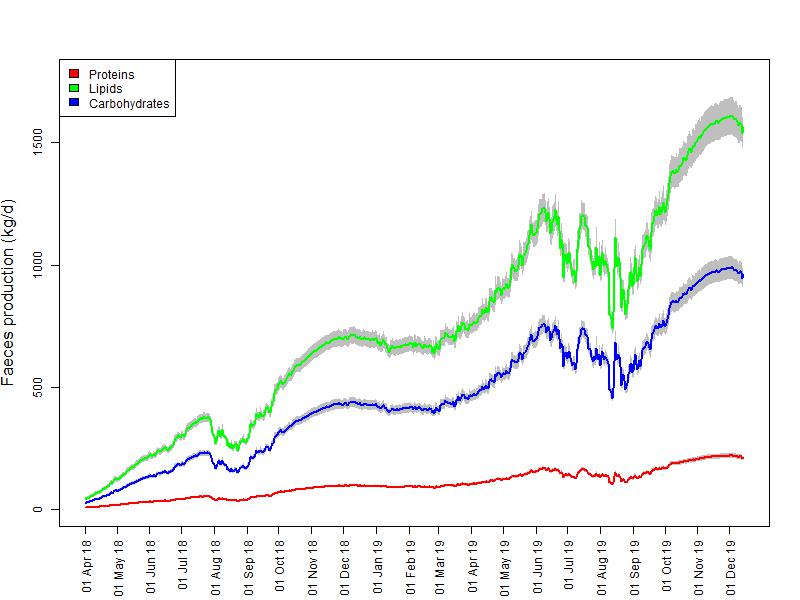 Proteins
Lipids
Carbohydrates
Faeces production (kg/d)
1500
1000
500
0
01 Apr 18
01 May 18
01 Jun 18
01 Jul 18
01 Aug 18
01 Sep 18
01 Oct 18
01 Nov 18
01 Dec 18
01 Jan 19
01 Feb 19
01 Mar 19
01 Apr 19
01 May 19
01 Jun 19
01 Jul 19
01 Aug 19
01 Sep 19
01 Oct 19
01 Nov 19
01 Dec 19